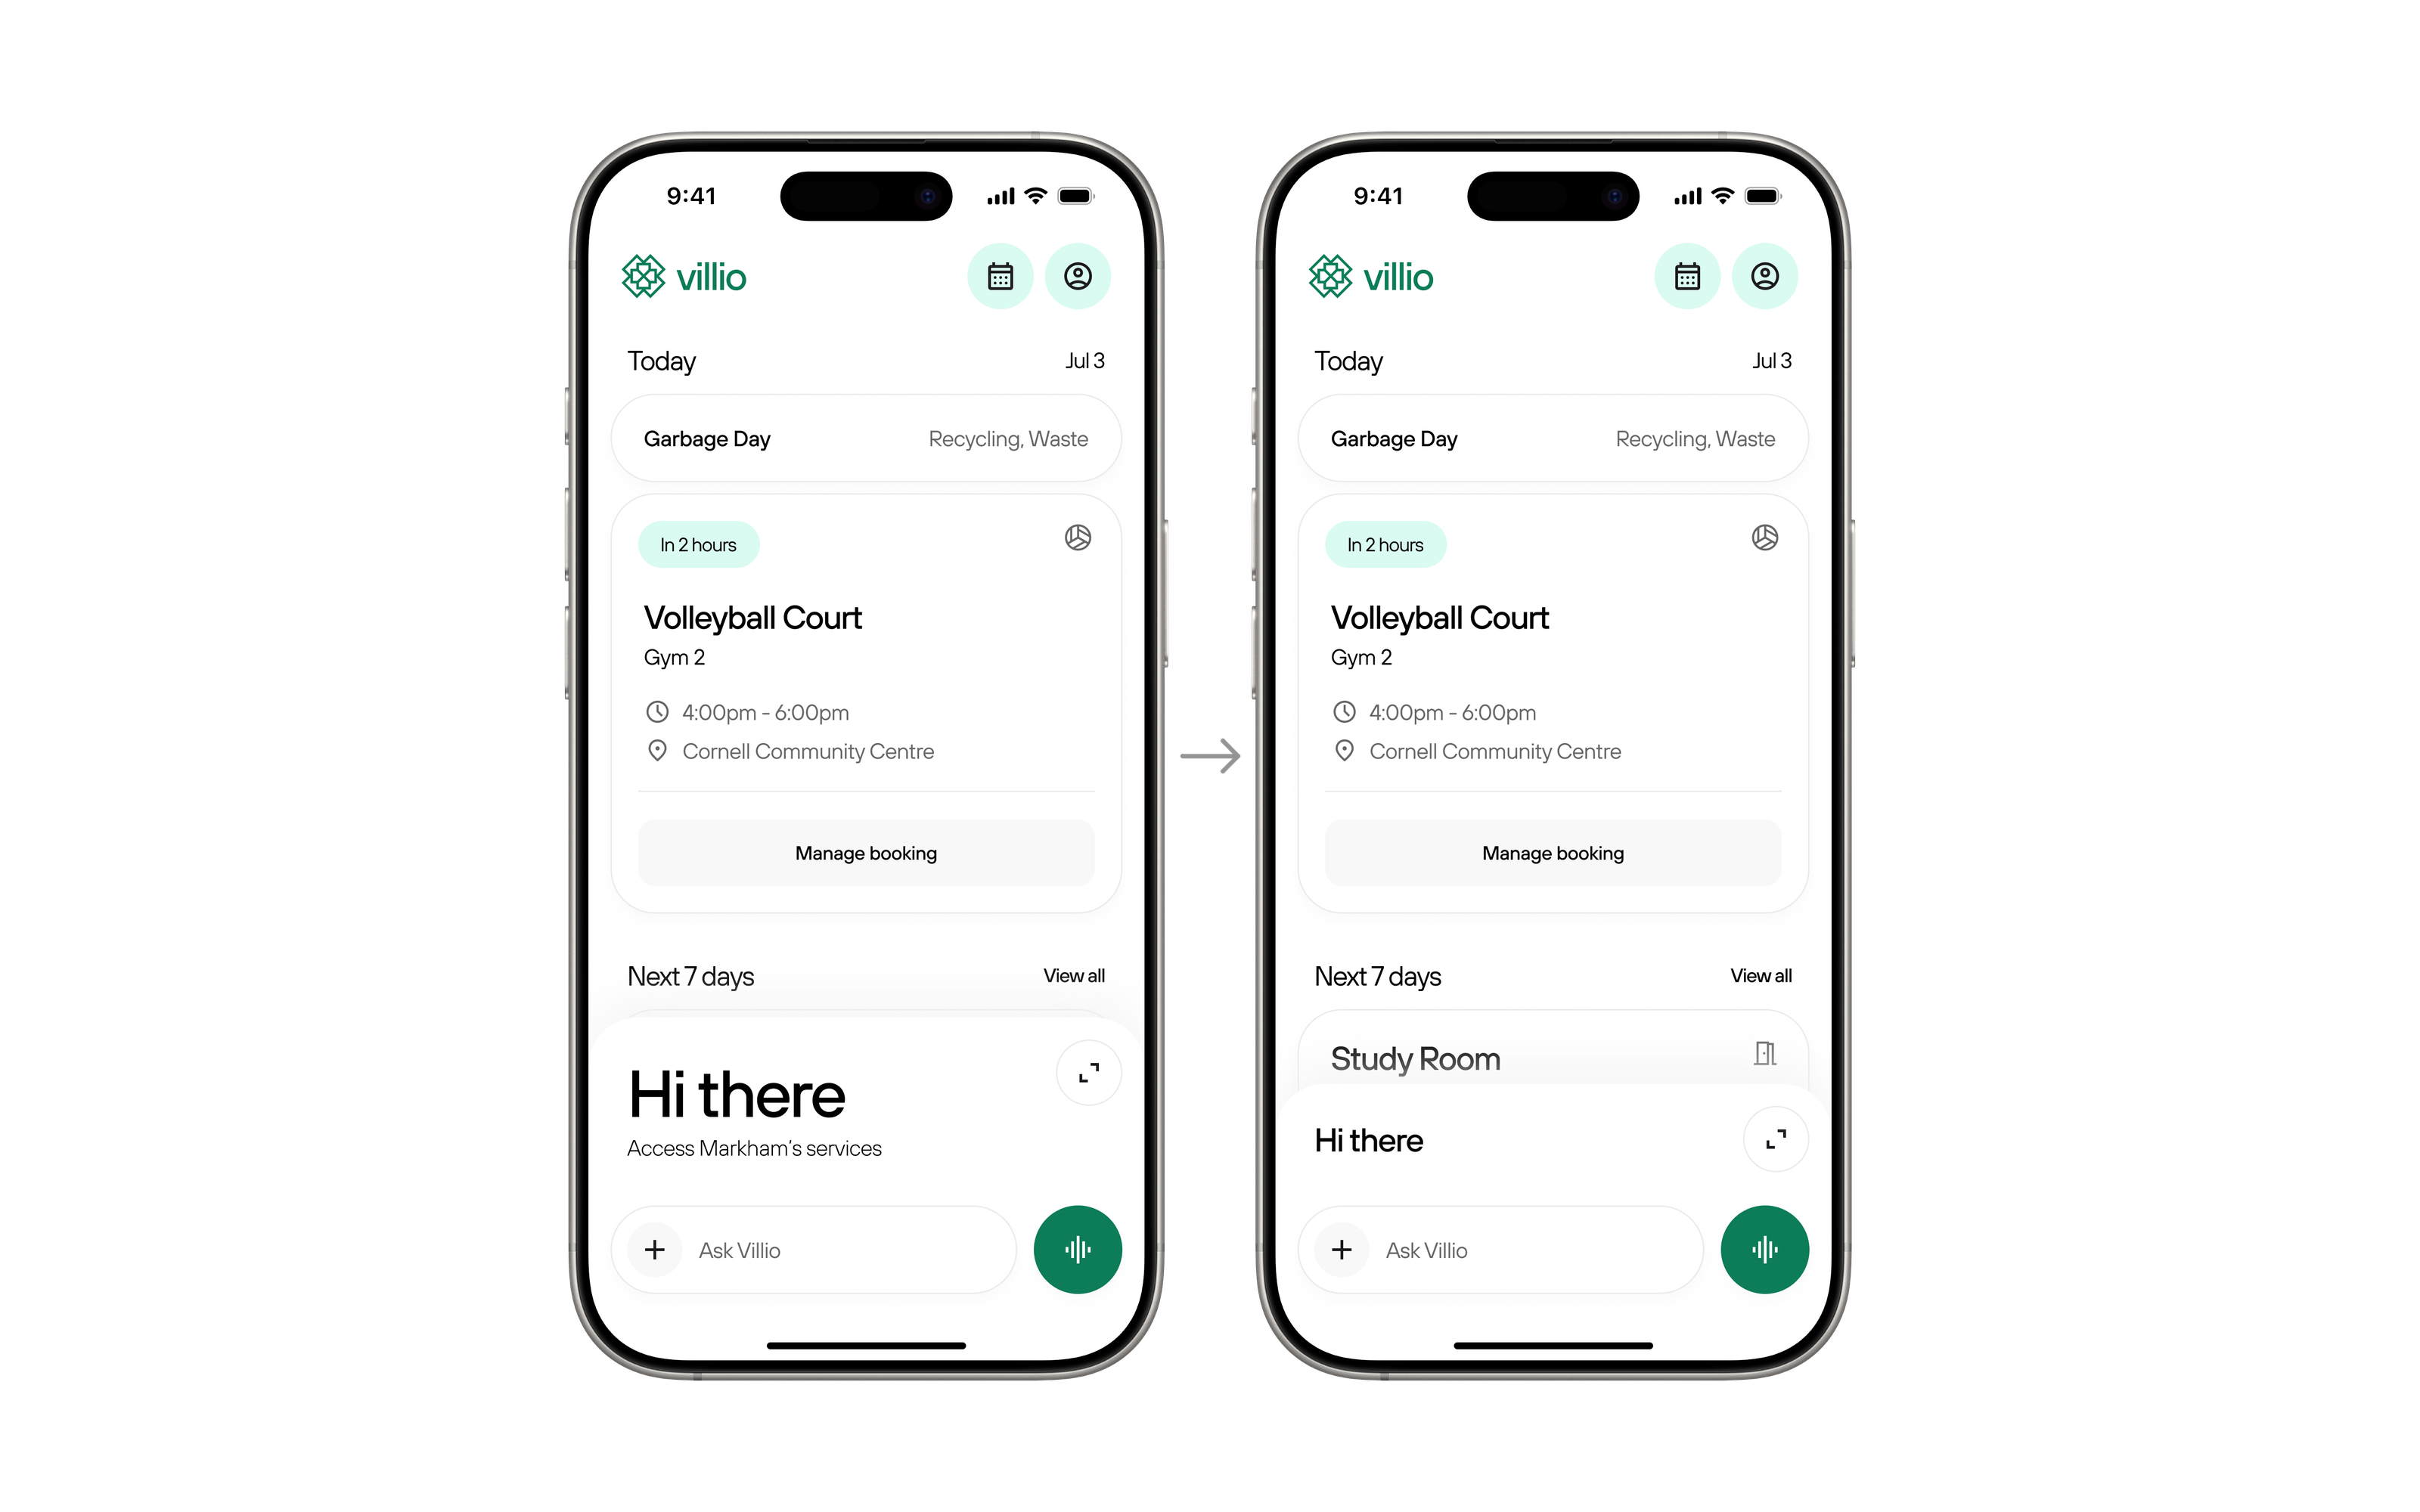 9:41
villio
Today Jul 3
Garbage Day Recycling, Waste
In 2 hours
Volleyball Court
Gym 2
4:00pm - 6:00pm
Cornell Community Centre
Manage booking
Next 7 days View all
Hi there
Access Markham's services
Ask Villio
9:41
villio
Today Jul 3
Garbage Day Recycling, Waste
In 2 hours
Volleyball Court
Gym 2
4:00pm - 6:00pm
Cornell Community Centre
Manage booking
Next 7 days View all
Study Room
Hi there
Ask Villio